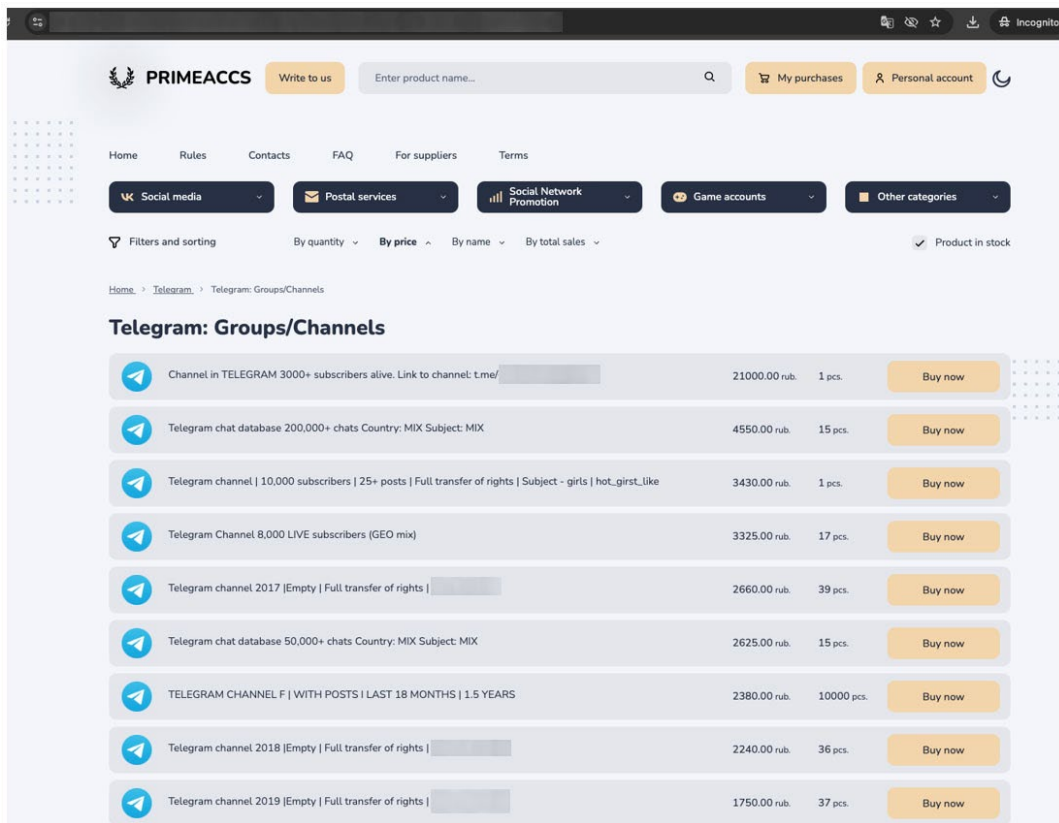 Incognito
PRIMEACCS
Write to us
Enter product name...
My purchases
Personal account
Home
Rules
Contacts
FAQ
For suppliers
Terms
Social media
Postal services
Social Network
Promotion
Game accounts
Other categories
Filters and sorting
By quantity
By price
By name
By total sales
Product in stock
Home > Telegram > Telegram: Groups/Channels
Telegram: Groups/Channels
Channel in TELEGRAM 3000+ subscribers alive. Link to channel: t.me/ 21000.00 rub. 1 pcs. Buy now
Telegram chat database 200,000+ chats Country: MIX Subject: MIX 4550.00 rub. 15 pcs. Buy now
Telegram channel | 10,000 subscribers | 25+ posts | Full transfer of rights | Subject - girls | hot_girst_like 3430.00 rub. 1 pcs. Buy now
Telegram Channel 8,000 LIVE subscribers (GEO mix) 3325.00 rub. 17 pcs. Buy now
Telegram channel 2017 |Empty | Full transfer of rights | 2660.00 rub. 39 pcs. Buy now
Telegram chat database 50,000+ chats Country: MIX Subject: MIX 2625.00 rub. 15 pcs. Buy now
TELEGRAM CHANNEL F | WITH POSTS I LAST 18 MONTHS | 1.5 YEARS 2380.00 rub. 10000 pcs. Buy now
Telegram channel 2018 |Empty | Full transfer of rights | 2240.00 rub. 36 pcs. Buy now
Telegram channel 2019 |Empty | Full transfer of rights | 1750.00 rub. 37 pcs. Buy now